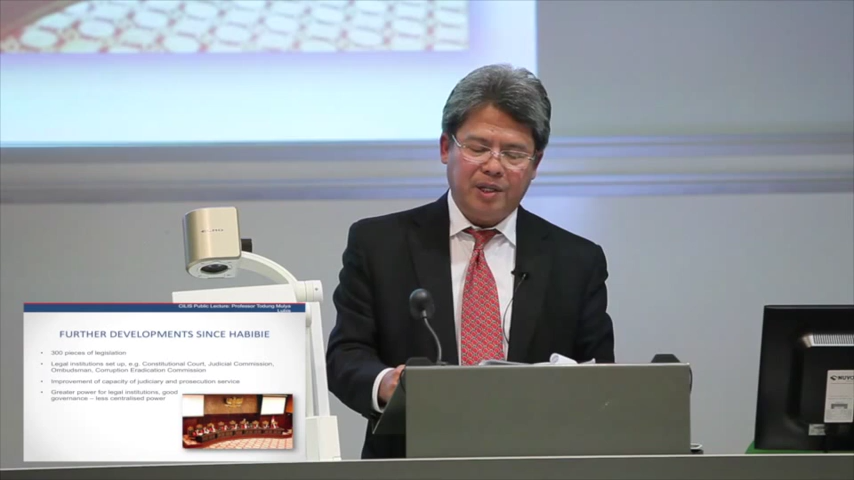 CILIS Public Lecture: Professor Todung Mulya
Lubis
FURTHER DEVELOPMENTS SINCE HABIBIE
• 300 pieces of legislation
• Legal institutions set up, e.g. Constitutional Court, Judicial Commission,
Ombudsman, Corruption Eradication Commission
• Improvement of capacity of judiciary and prosecution service
• Greater power for legal institutions, good
governance – less centralised power